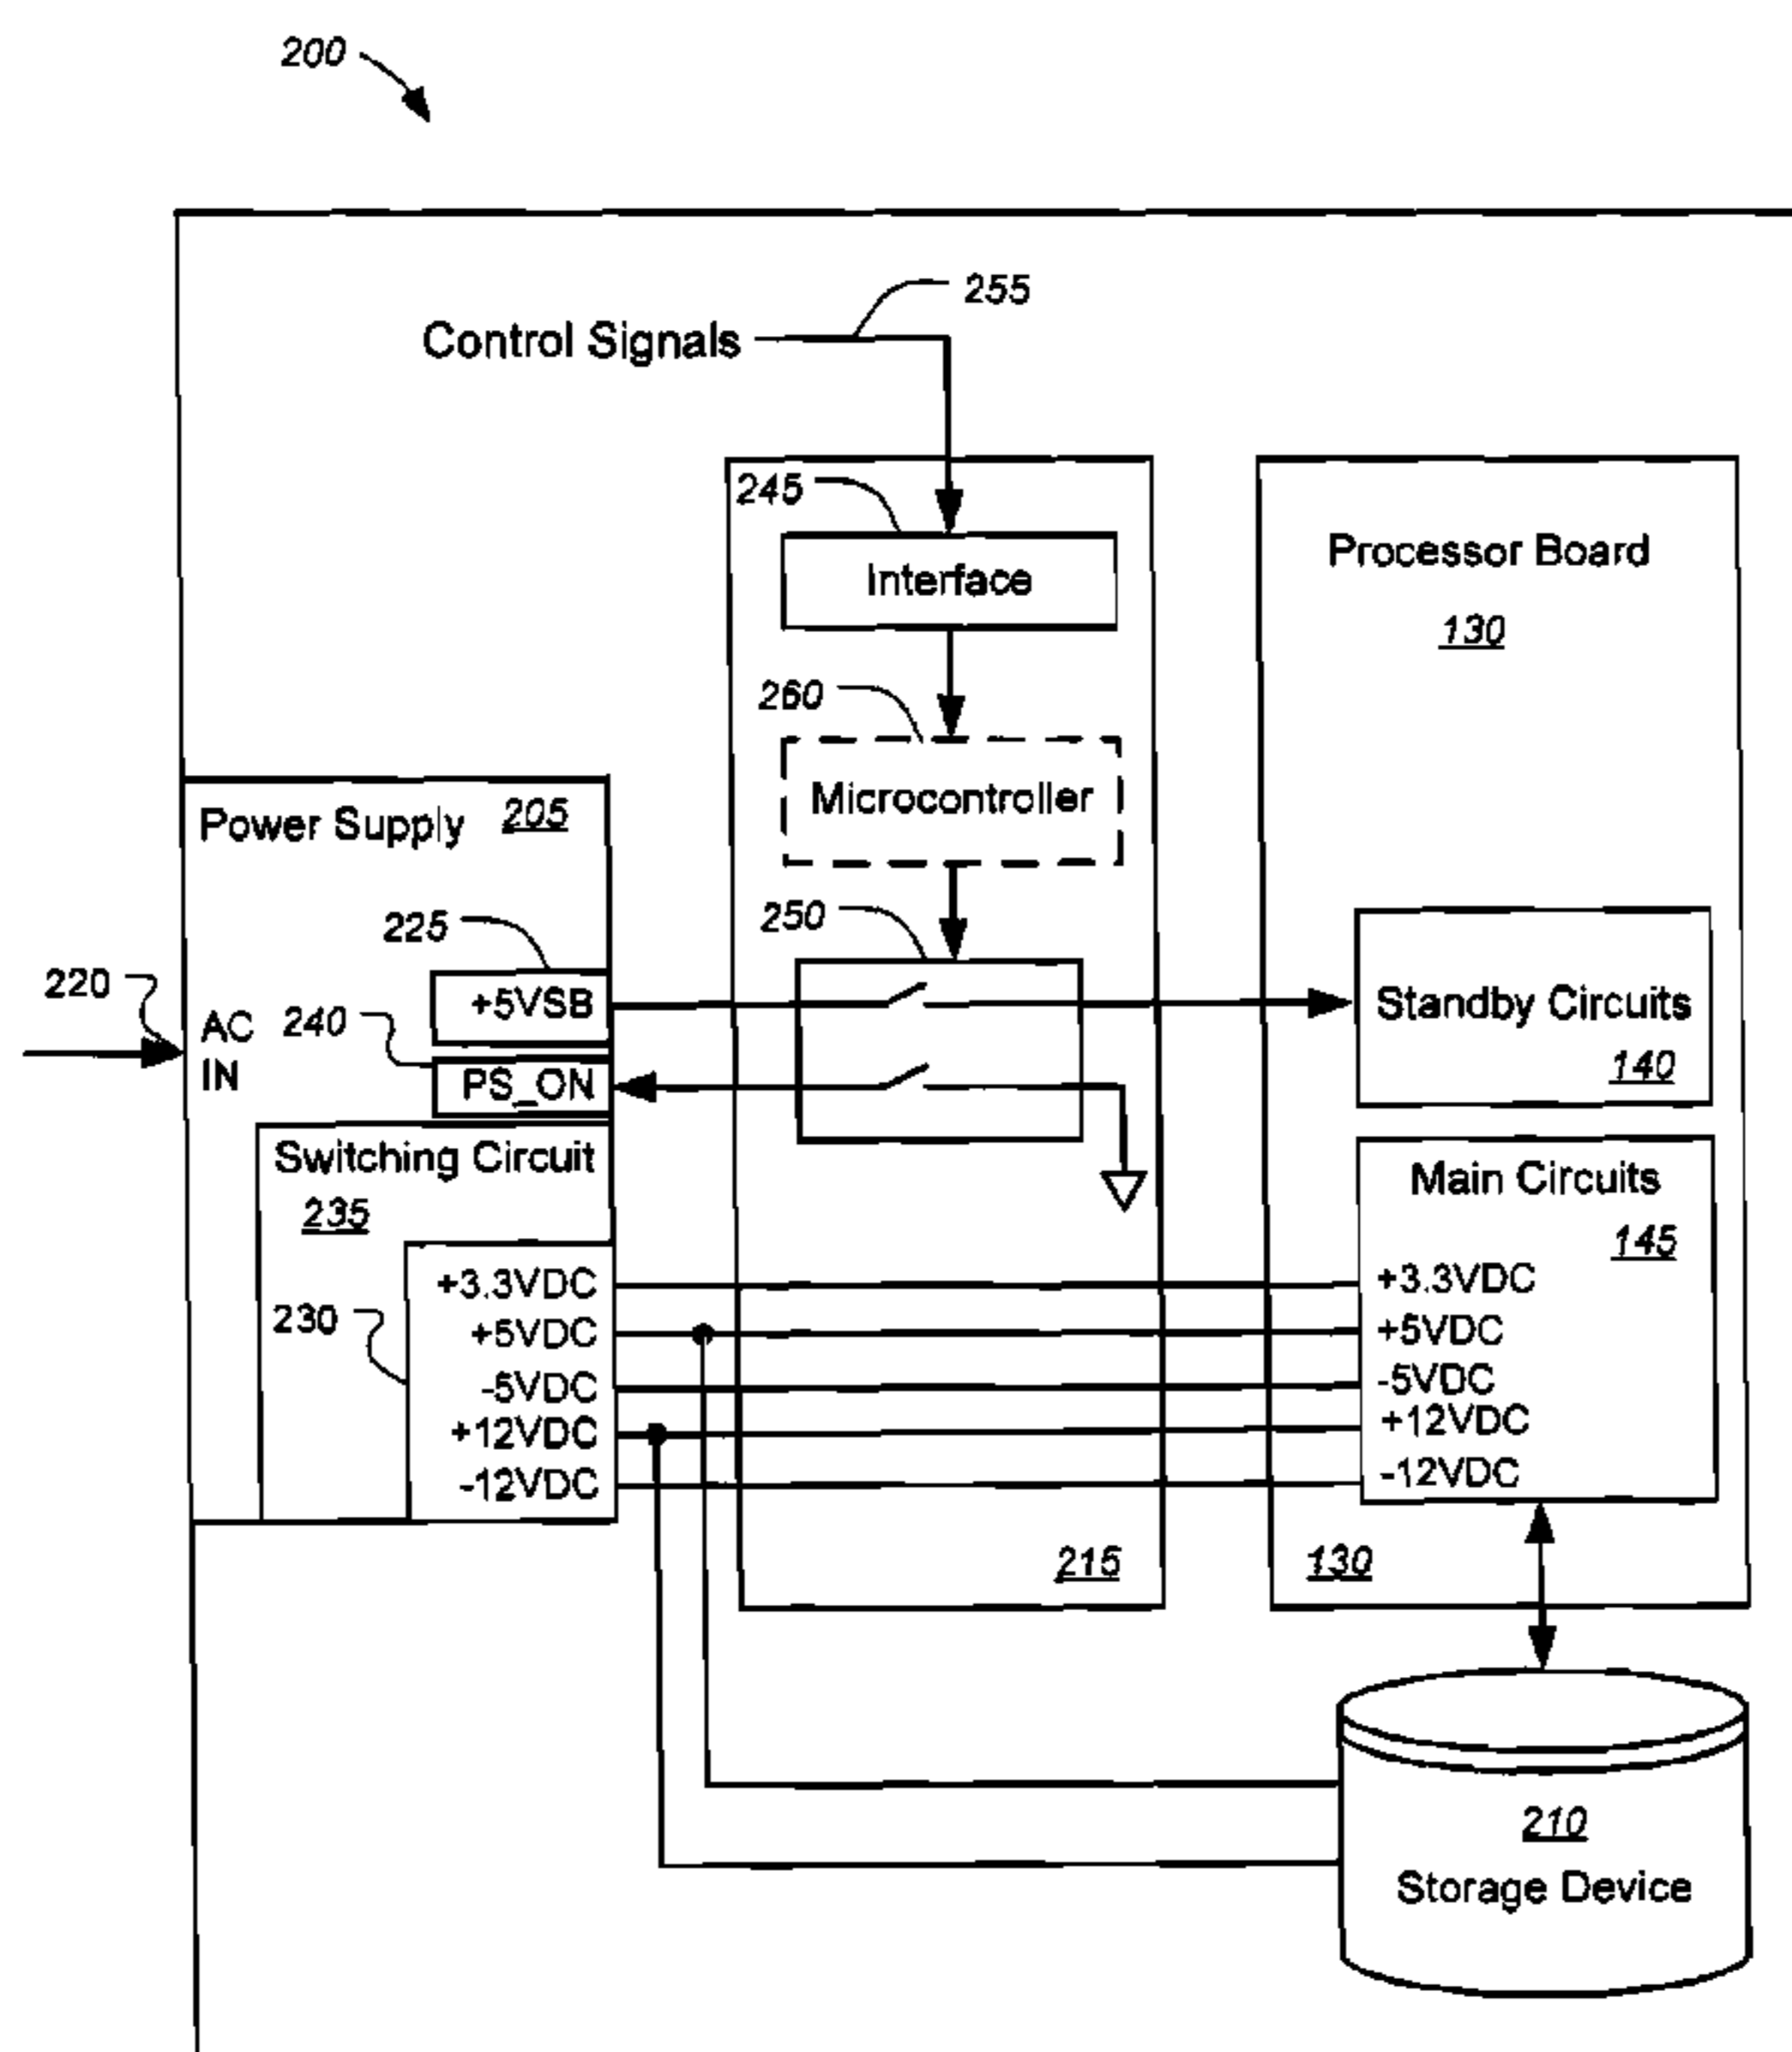 200
255
Control Signals
245
Interface
Processor Board
130
260
Microcontroller
Power Supply 205
250
225
220
+5VSB
Standby Circuits
140
AC
IN
240
PS_ON
Switching Circuit
235
Main Circuits
145
230
+3.3VDC
+5VDC
-5VDC
+12VDC
-12VDC
+3.3VDC
+5VDC
-5VDC
+12VDC
-12VDC
215
130
210
Storage Device